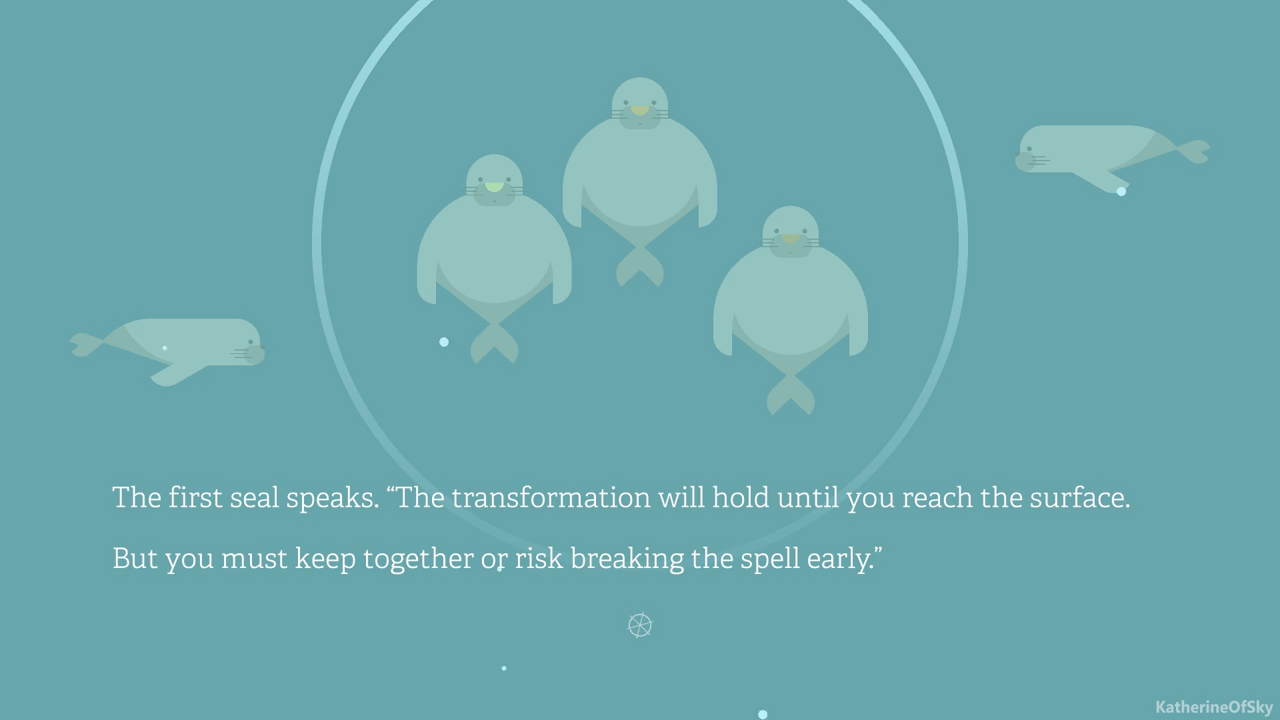 The first seal speaks. “The transformation will hold until you reach the surface.
But you must keep together or risk breaking the spell early.”
KatherineOfSky